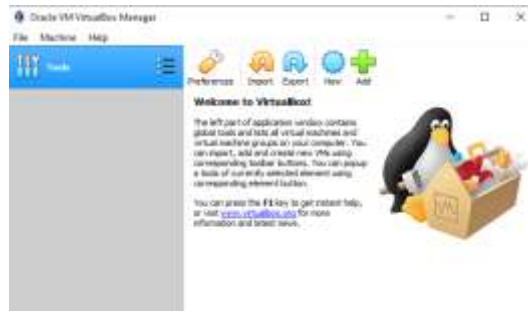 Oracle VM VirtualBox Manager
File Machine Help
Tools
Preferences Import Export New Add
Welcome to VirtualBox!
The left part of application window contains
global tools and lists all virtual machines and
virtual machine groups on your computer. You
can import, add and create new VMs using
corresponding toolbar buttons. You can popup
a tools of currently selected element using
corresponding element button.
You can press the F1 key to get instant help,
or visit www.virtualbox.org for more
information and latest news.